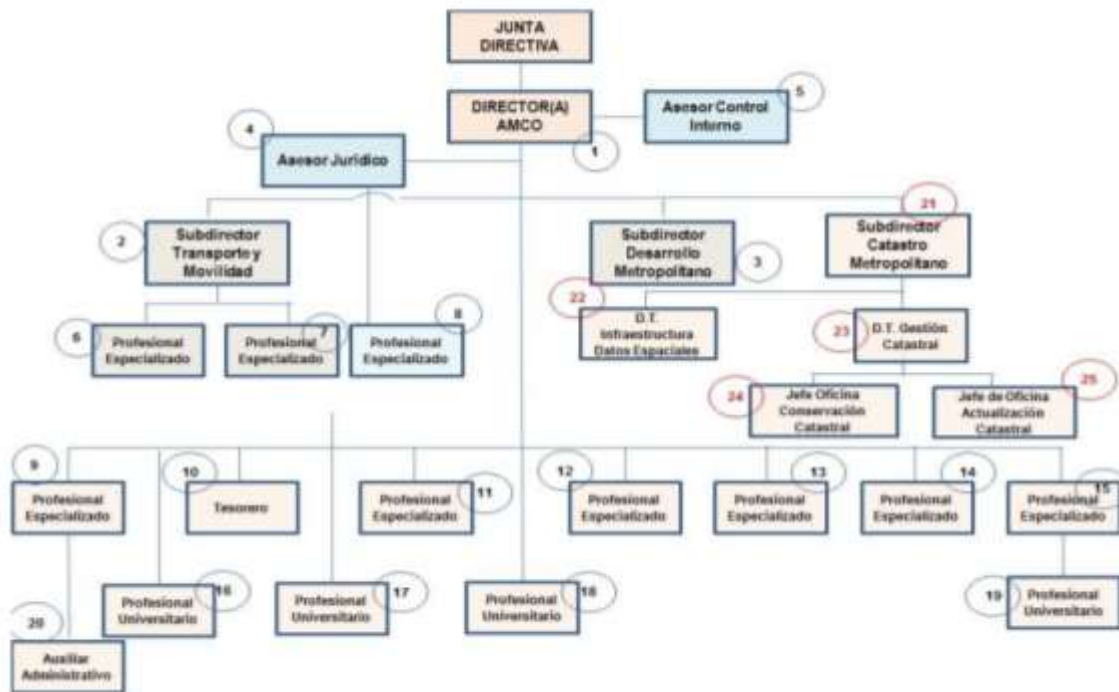 JUNTA
DIRECTIVA
DIRECTOR(A)
AMCO
1
Asesor Control
Interno
5
4
Asesor Jurídico
2
Subdirector
Transporte y
Movilidad
Subdirector
Desarrollo
Metropolitano
3
21
Subdirector
Catastro
Metropolitano
6
Profesional
Especializado
7
Profesional
Especializado
8
Profesional
Especializado
22
D.T.
Infraestructura
Datos Espaciales
23
D.T. Gestión
Catastral
24
Jefe Oficina
Conservación
Catastral
25
Jefe de Oficina
Actualización
Catastral
9
Profesional
Especializado
10
Tesorero
11
Profesional
Especializado
12
Profesional
Especializado
13
Profesional
Especializado
14
Profesional
Especializado
15
Profesional
Especializado
16
Profesional
Universitario
17
Profesional
Universitario
18
Profesional
Universitario
19
Profesional
Universitario
20
Auxiliar
Administrativo